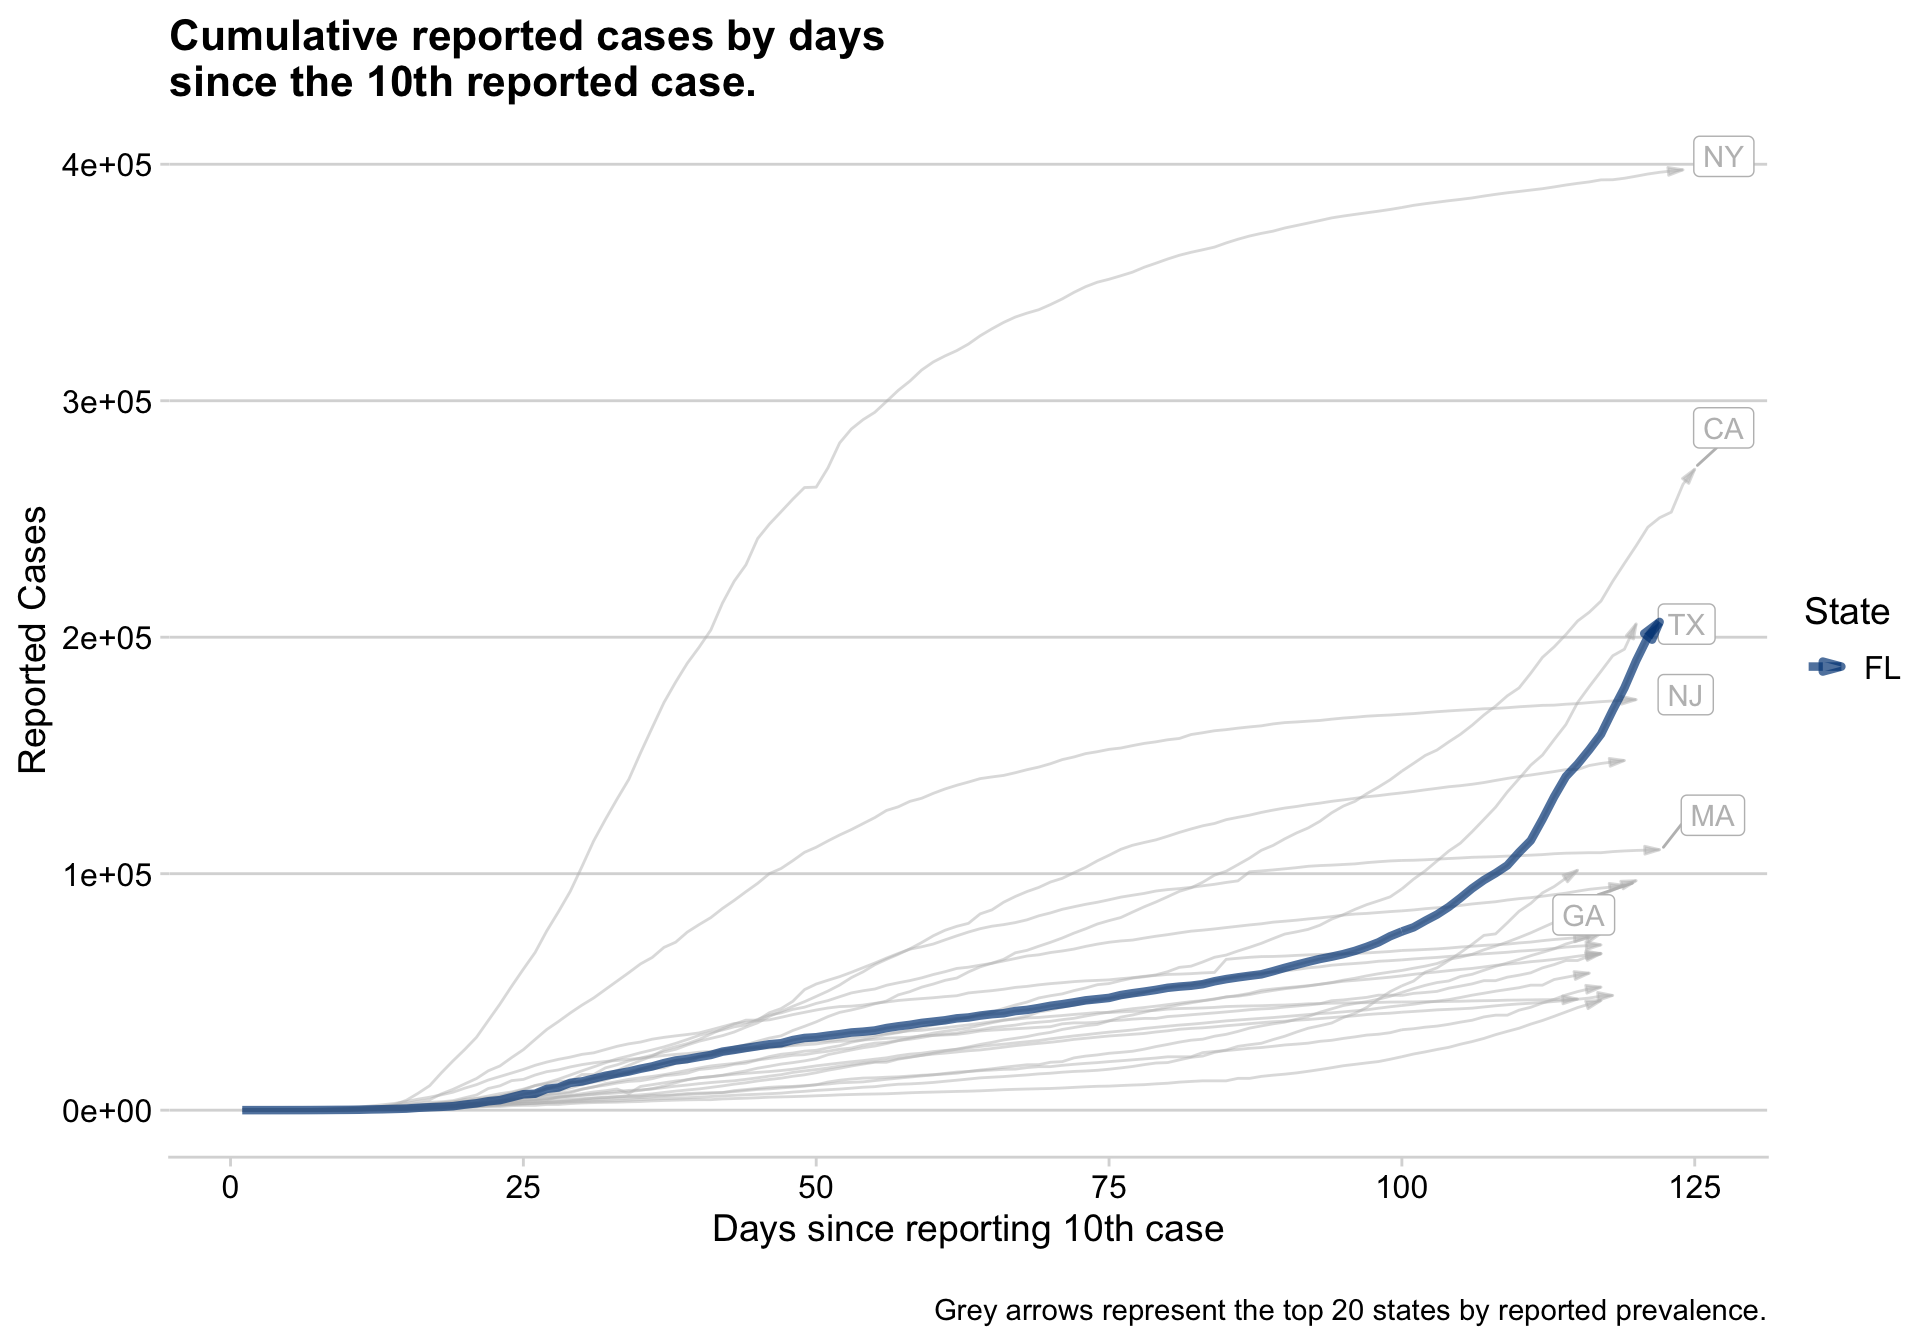 Cumulative reported cases by days
since the 10th reported case.
4e+05
3e+05
2e+05
1e+05
0e+00
Reported Cases
NY
CA
TX
NJ
MA
GA
State
FL
0 25 50 75 100 125
Days since reporting 10th case
Grey arrows represent the top 20 states by reported prevalence.